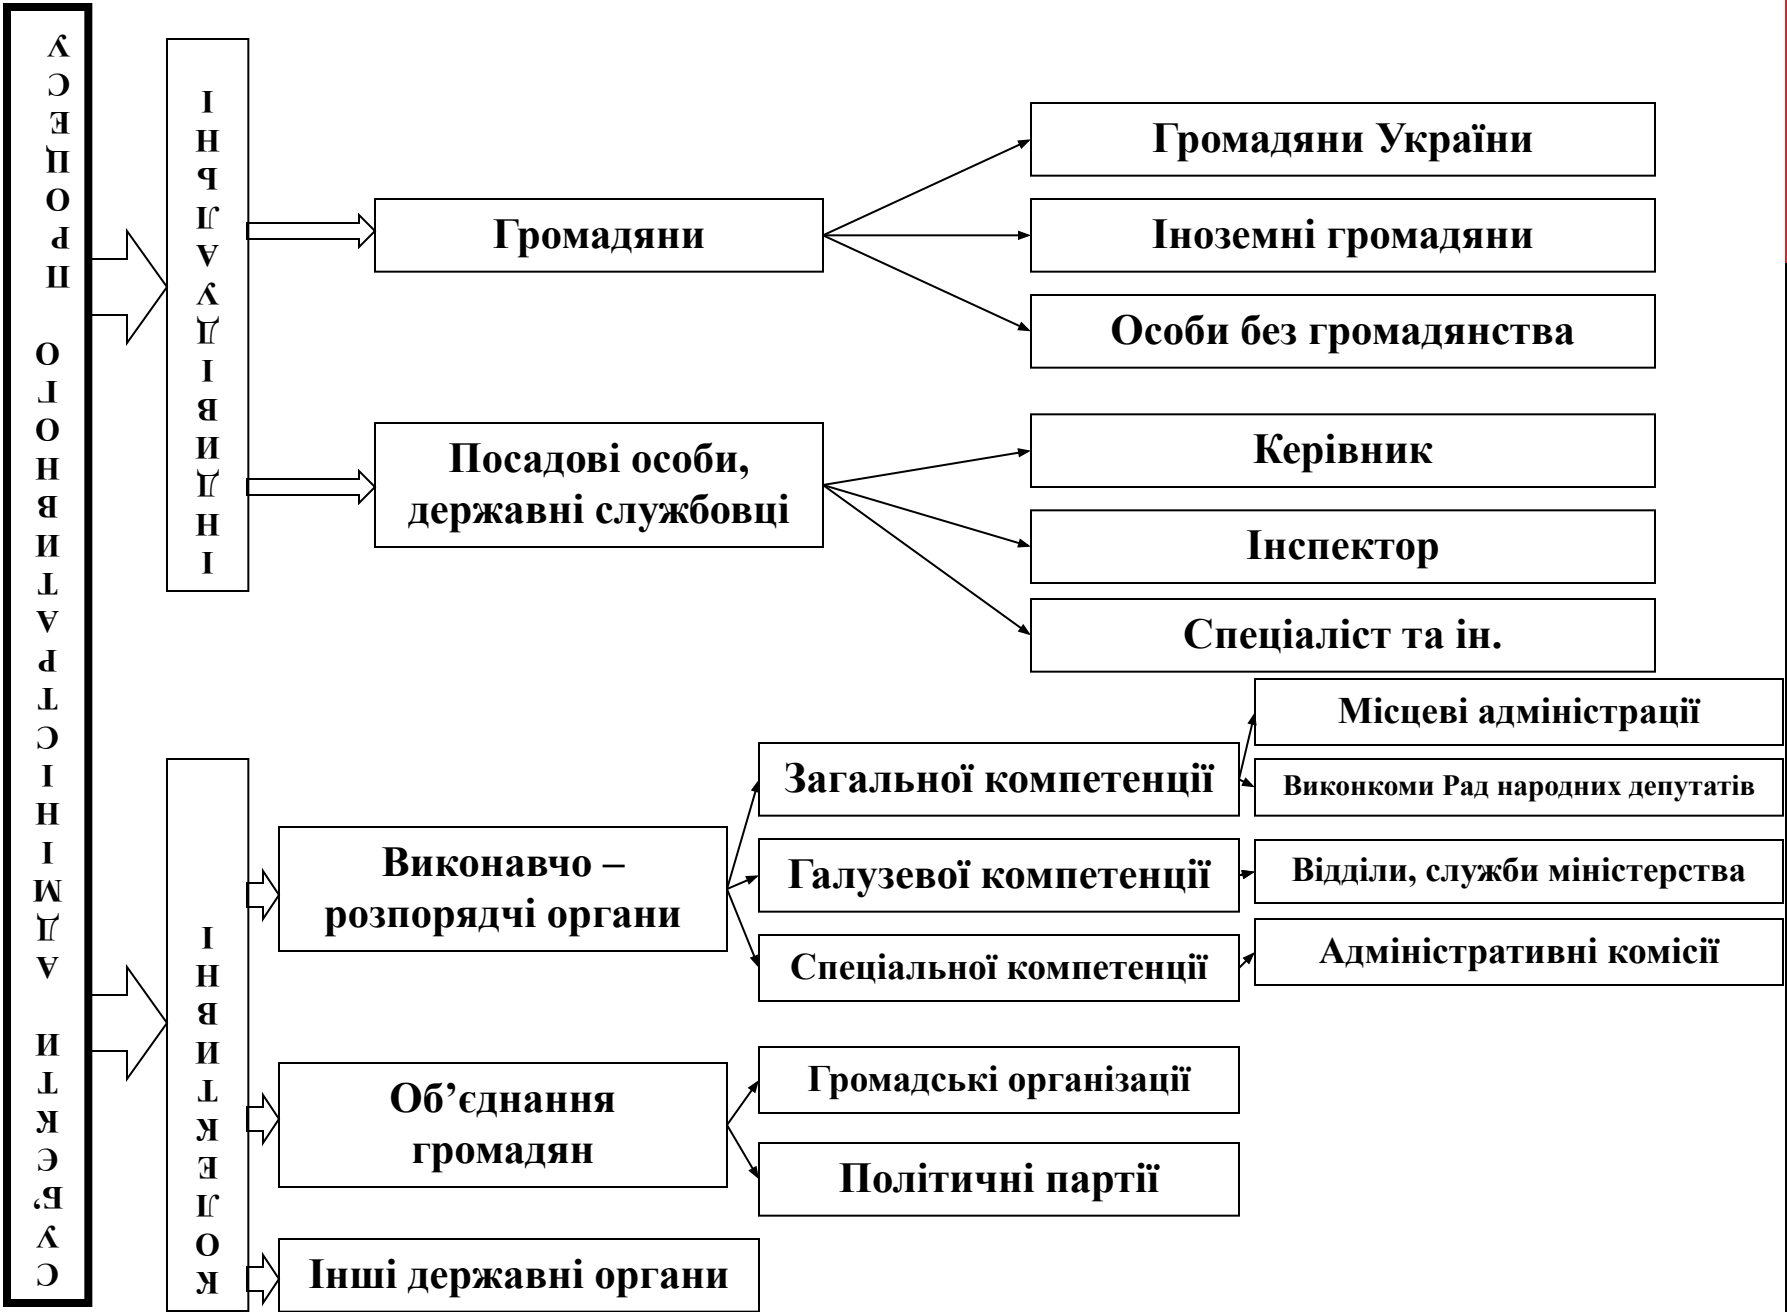 СУБ’ЄКТИ АДМІНІСТРАТИВНОГО ПРОЦЕСУ
ІНДИВІДУАЛЬНІ
Громадяни
Громадяни України
Іноземні громадяни
Особи без громадянства
Посадові особи,
державні службовці
Керівник
Інспектор
Спеціаліст та ін.
КОЛЕКТИВНІ
Виконавчо –
розпорядчі органи
Загальної компетенції
Місцеві адміністрації
Виконкоми Рад народних депутатів
Галузевої компетенції
Відділи, служби міністерства
Спеціальної компетенції
Адміністративні комісії
Об’єднання
громадян
Громадські організації
Політичні партії
Інші державні органи